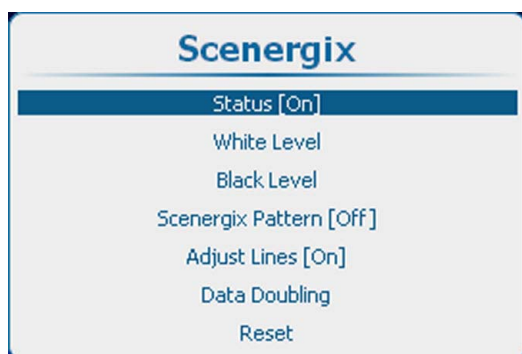 Scenergix
Status [On]
White Level
Black Level
Scenergix Pattern [Off]
Adjust Lines [On]
Data Doubling
Reset